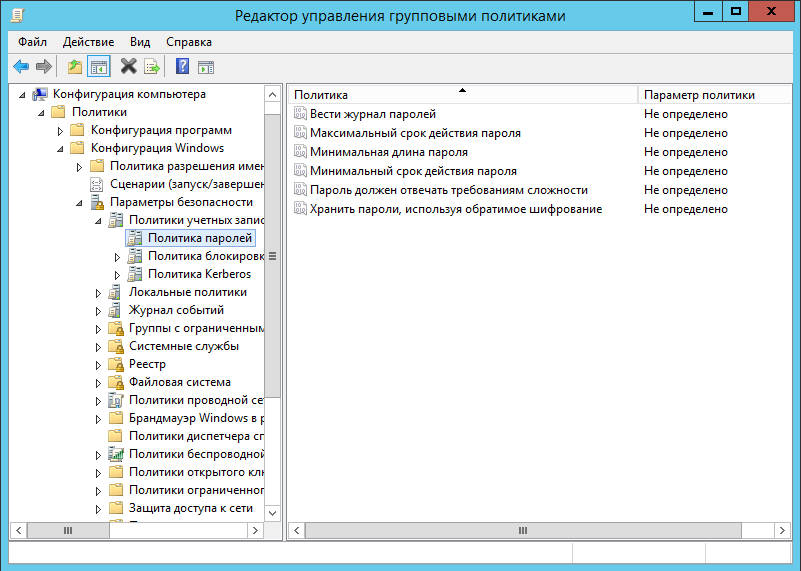 Редактор управления групповыми политиками
Файл Действие Вид Справка
Конфигурация компьютера
Политики
Конфигурация программ
Конфигурация Windows
Политика разрешения имен
Сценарии (запуск/завершен
Параметры безопасности
Политики учетных запис
Политика паролей
Политика блокировк
Политика Kerberos
Локальные политики
Журнал событий
Группы с ограниченным
Системные службы
Реестр
Файловая система
Политики проводной сет
Брандмауэр Windows в р
Политики диспетчера сп
Политики беспроводной
Политики открытого клю
Политики ограниченног
Защита доступа к сети
Политика Параметр политики
Вести журнал паролей Не определено
Максимальный срок действия пароля Не определено
Минимальная длина пароля Не определено
Минимальный срок действия пароля Не определено
Пароль должен отвечать требованиям сложности Не определено
Хранить пароли, используя обратимое шифрование Не определено